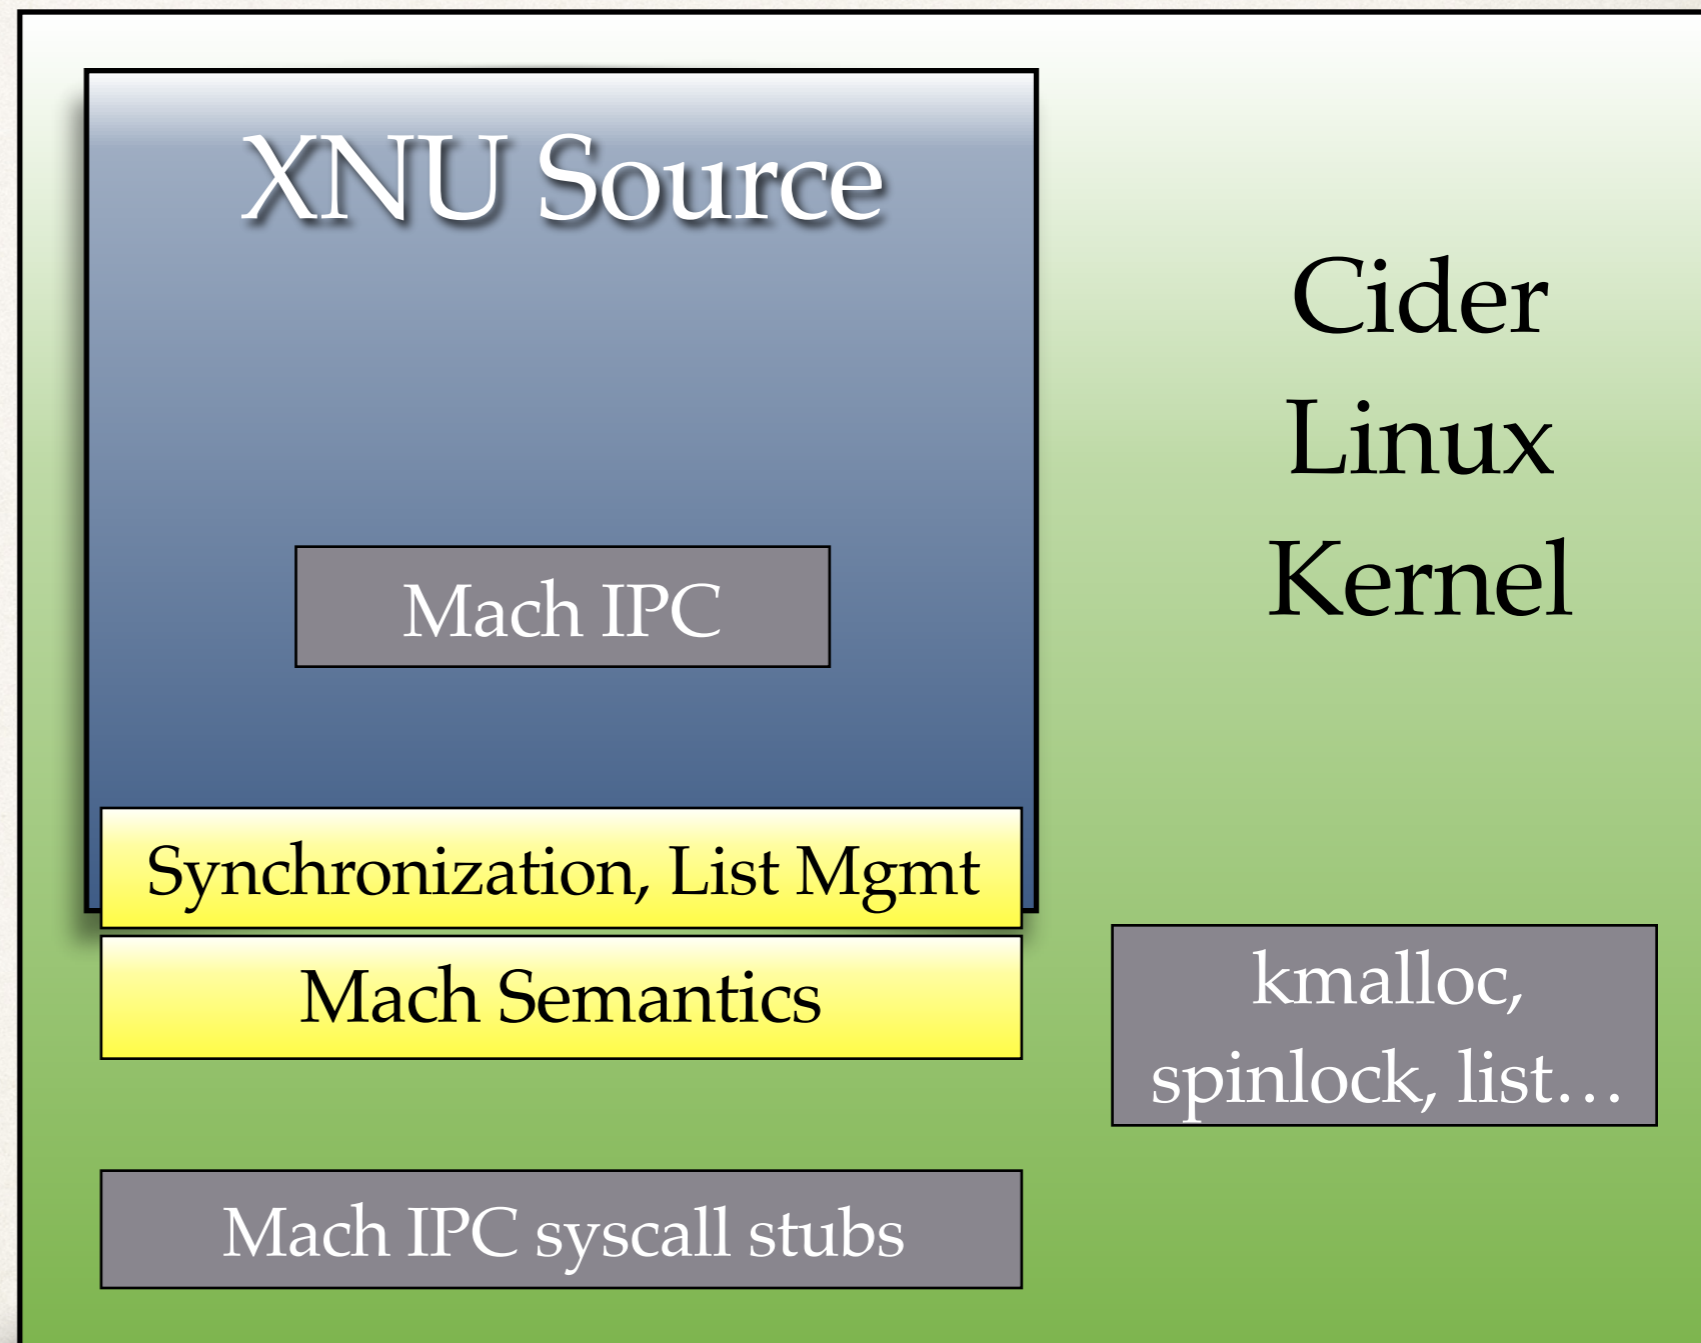 XNU Source
Cider
Linux
Kernel
Mach IPC
Synchronization, List Mgmt
Mach Semantics
kmalloc,
spinlock, list…
Mach IPC syscall stubs